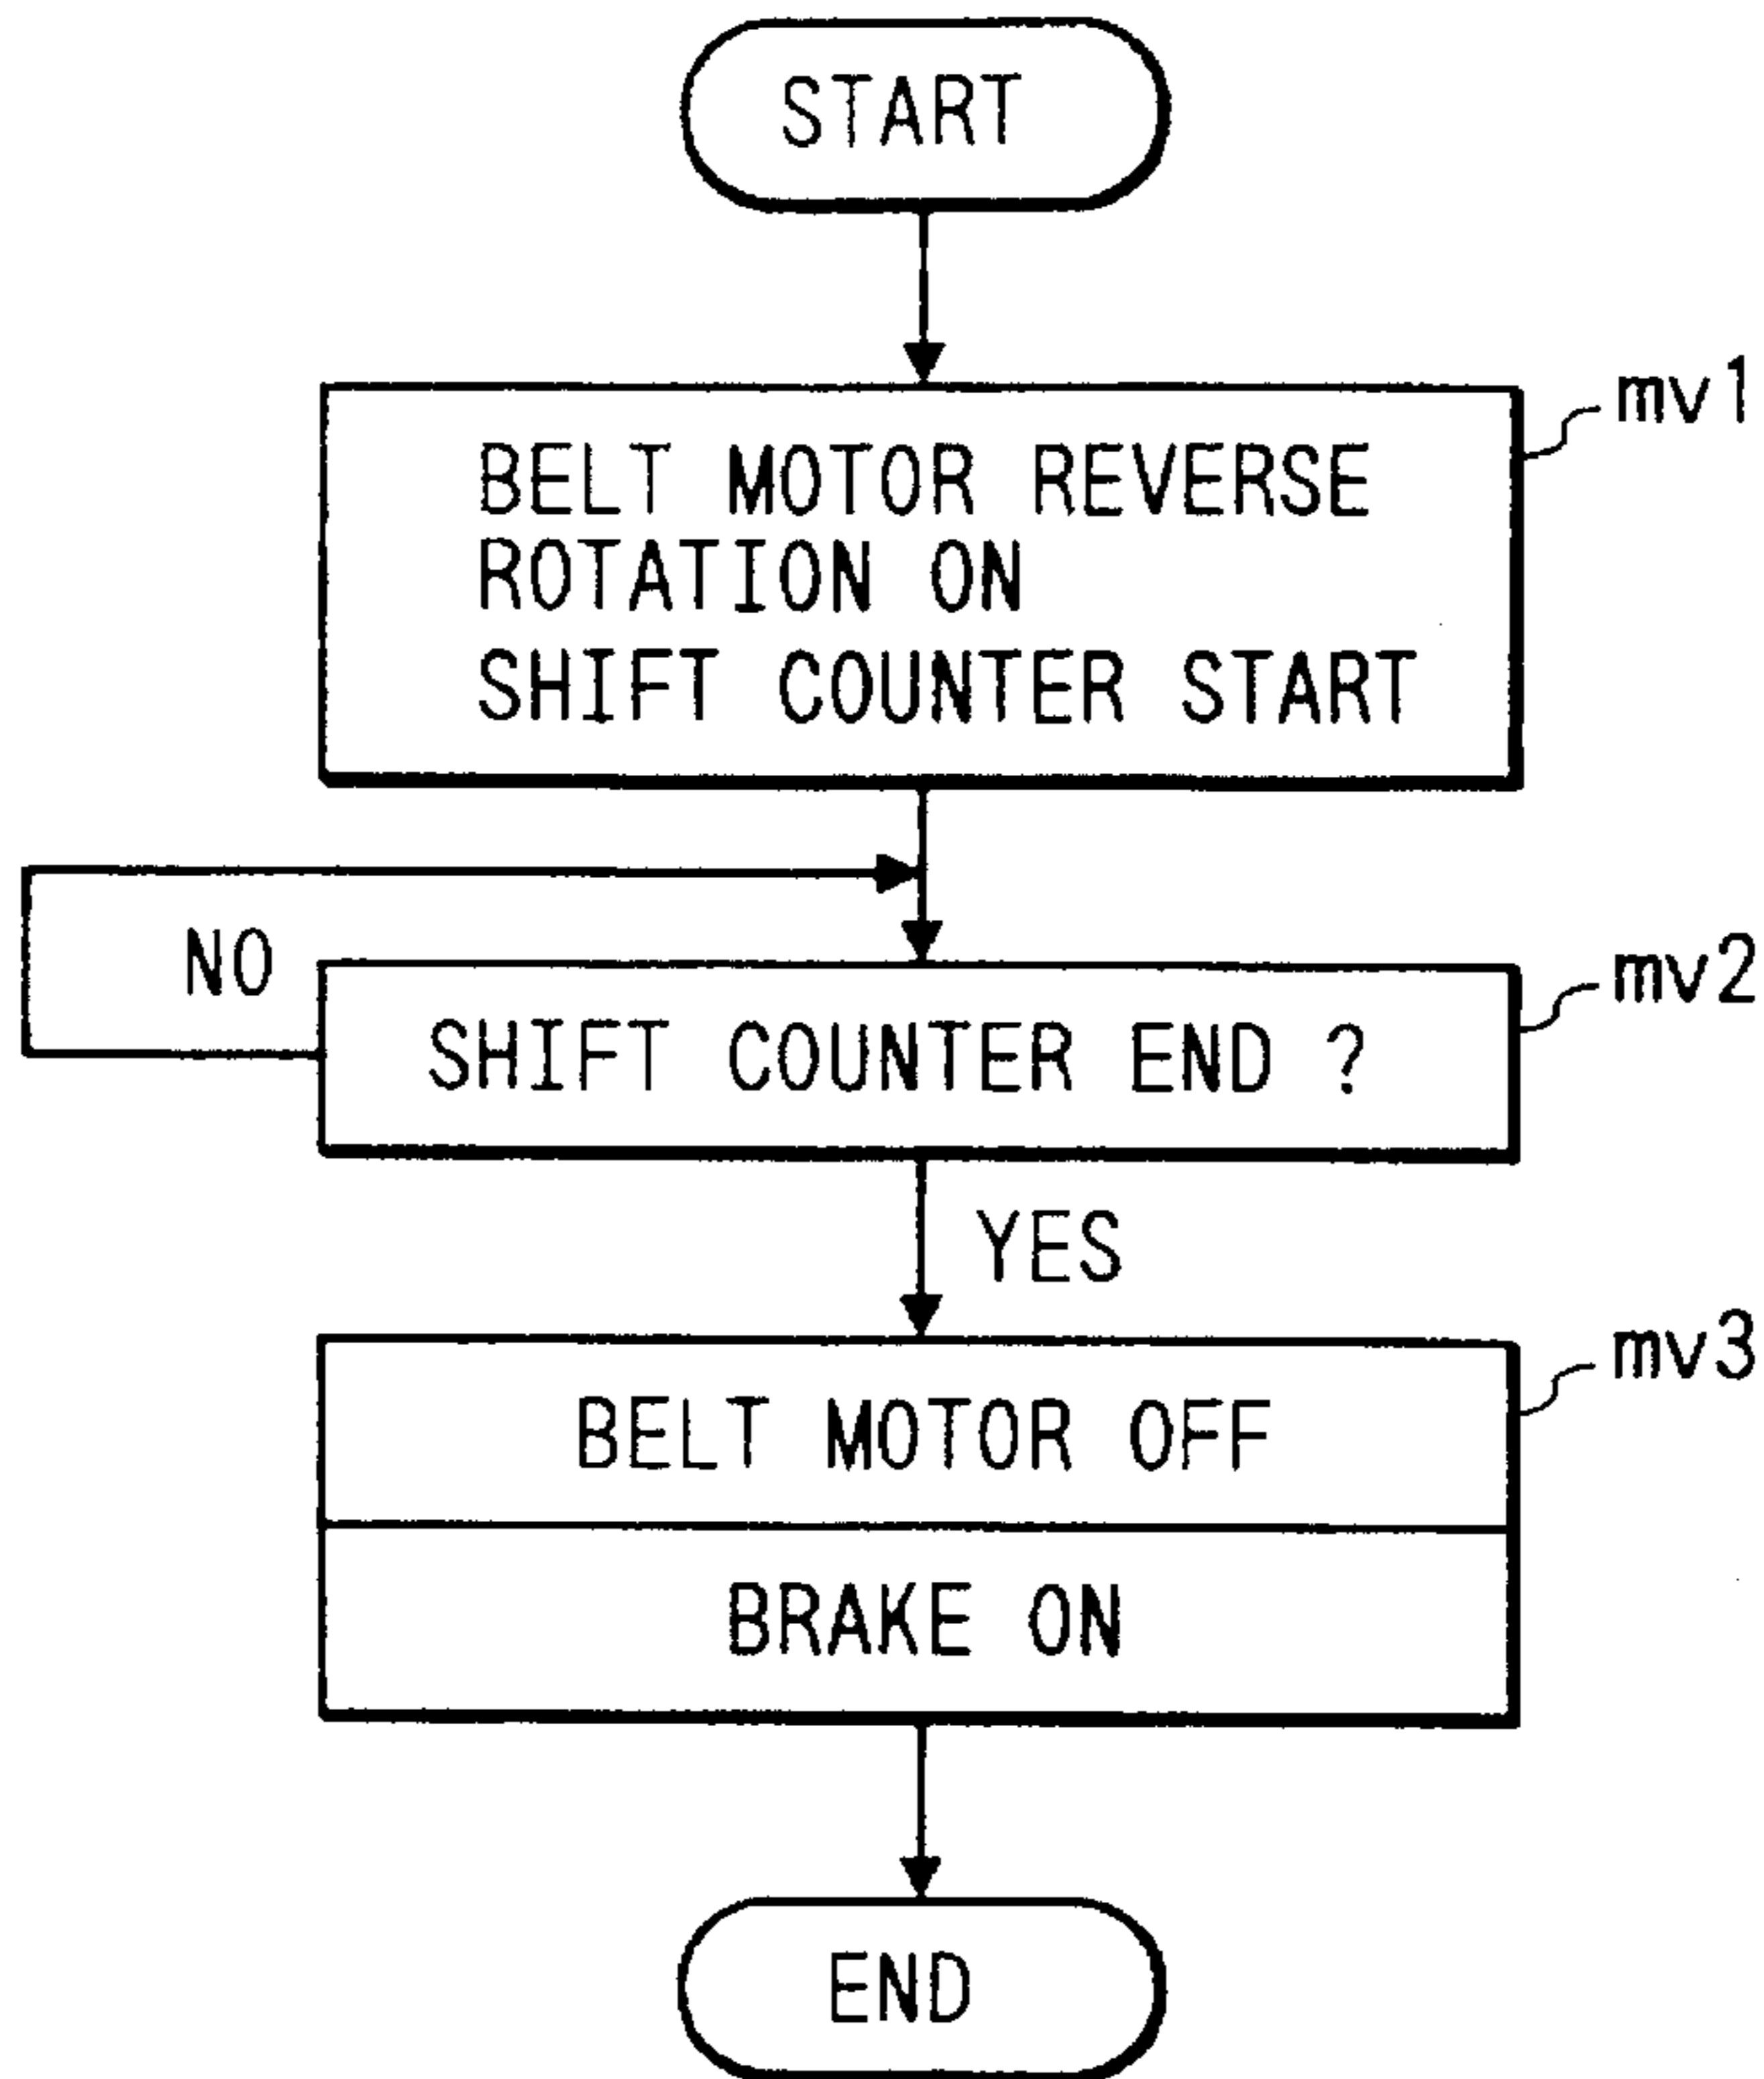 START
mv1
BELT MOTOR REVERSE
ROTATION ON
SHIFT COUNTER START
NO
mv2
SHIFT COUNTER END ?
YES
mv3
BELT MOTOR OFF
BRAKE ON
END